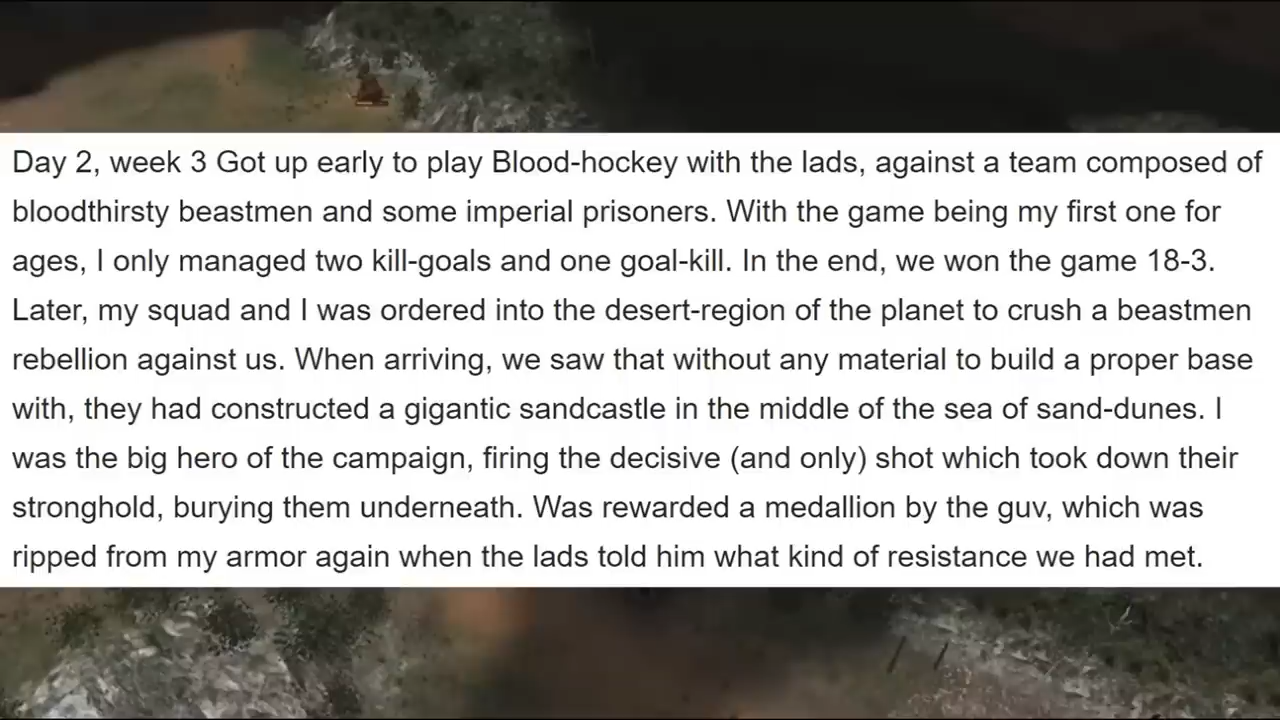 Day 2, week 3 Got up early to play Blood-hockey with the lads, against a team composed of
bloodthirsty beastmen and some imperial prisoners. With the game being my first one for
ages, I only managed two kill-goals and one goal-kill. In the end, we won the game 18-3.
Later, my squad and I was ordered into the desert-region of the planet to crush a beastmen
rebellion against us. When arriving, we saw that without any material to build a proper base
with, they had constructed a gigantic sandcastle in the middle of the sea of sand-dunes. I
was the big hero of the campaign, firing the decisive (and only) shot which took down their
stronghold, burying them underneath. Was rewarded a medallion by the guv, which was
ripped from my armor again when the lads told him what kind of resistance we had met.